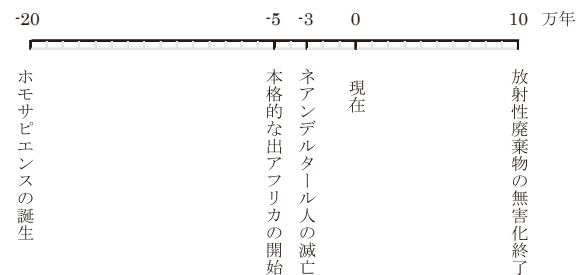 -20 -5 -3 0 10 万年
ホモサピエンスの誕生
本格的な出アフリカの開始
ネアンデルタール人の滅亡
現在
放射性廃棄物の無害化終了